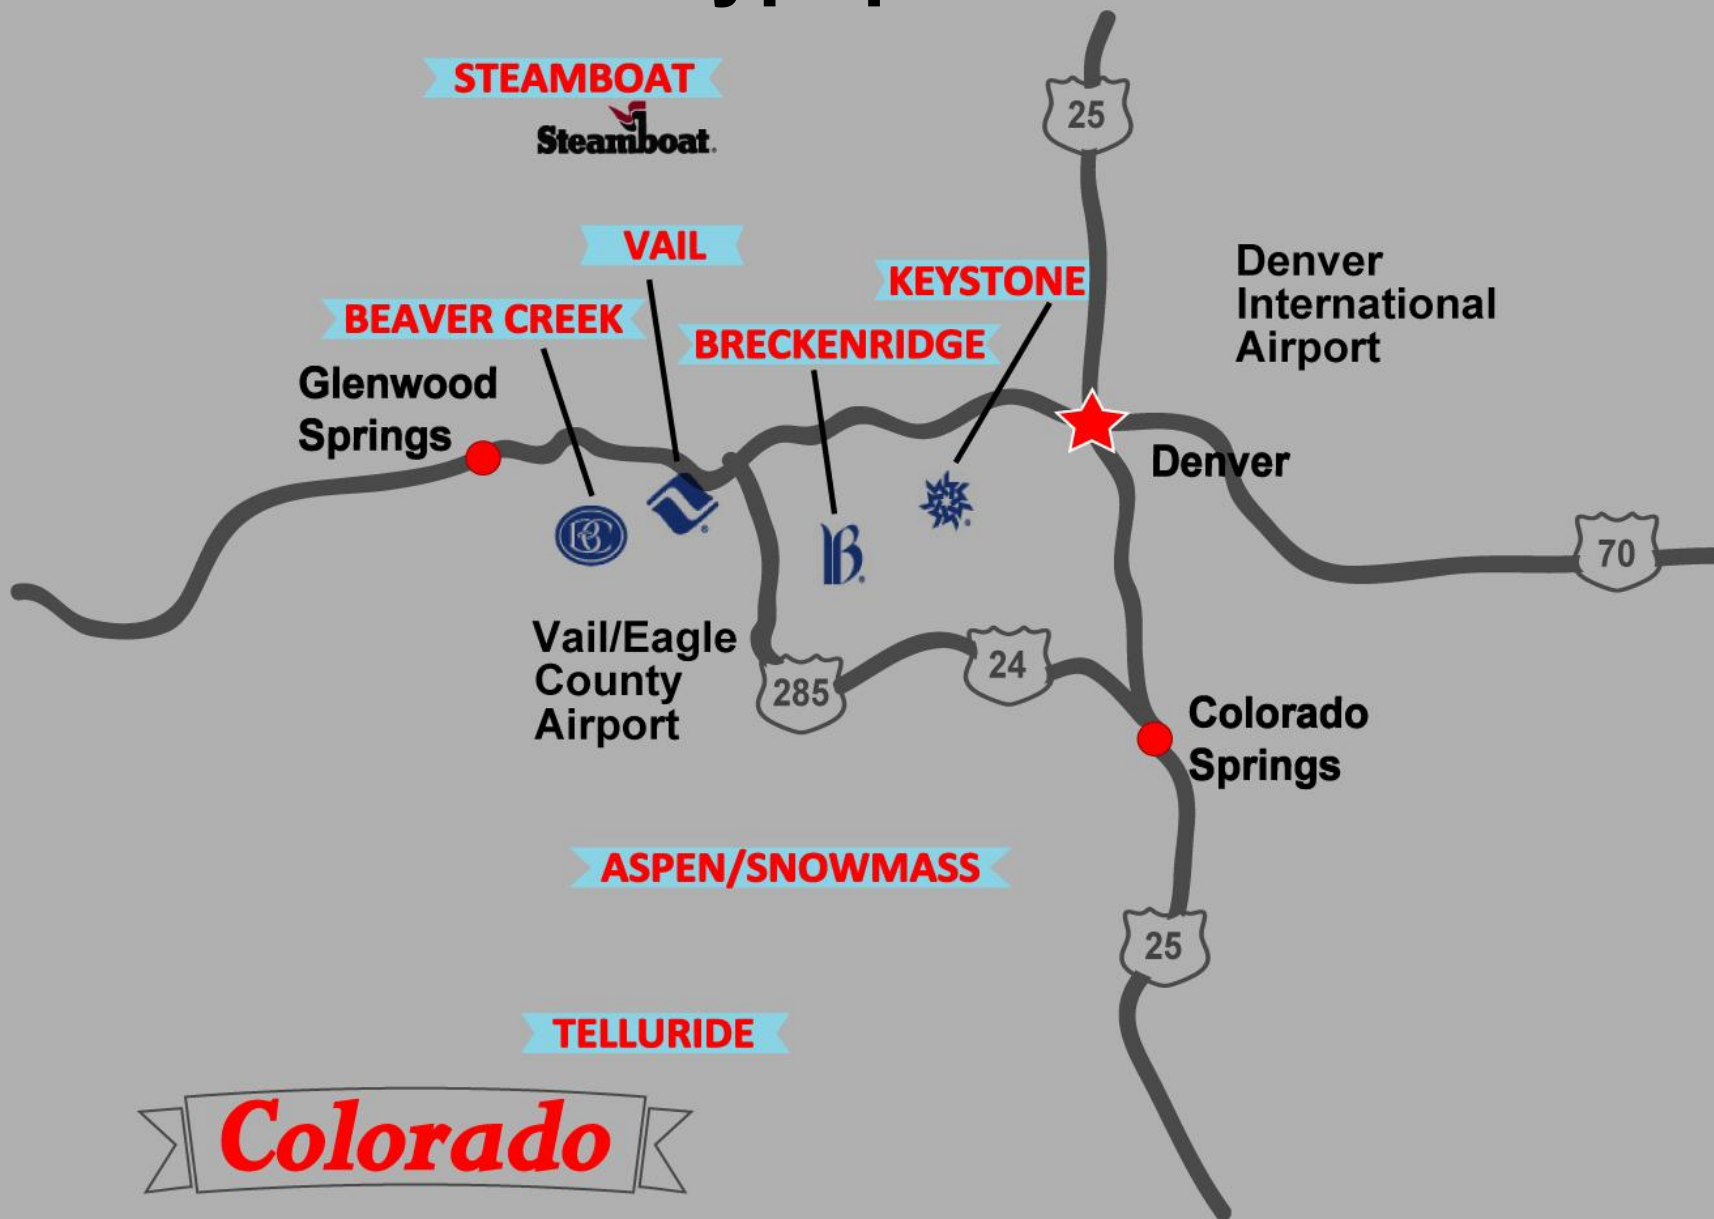 STEAMBOAT
25
Steamboat
VAIL
KEYSTONE
Denver
International
Airport
BEAVER CREEK
BRECKENRIDGE
Glenwood
Springs
Denver
BC
B
70
Vail/Eagle
County
Airport
24
285
Colorado
Springs
ASPEN/SNOWMASS
25
TELLURIDE
Colorado